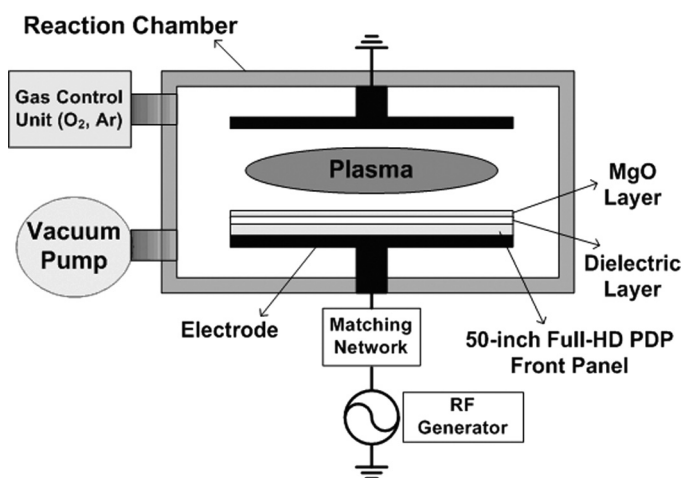 Reaction Chamber
Gas Control
Unit (O₂, Ar)
Plasma
MgO
Layer
Vacuum
Pump
Dielectric
Layer
Electrode
Matching
Network
50-inch Full-HD PDP
Front Panel
RF
Generator